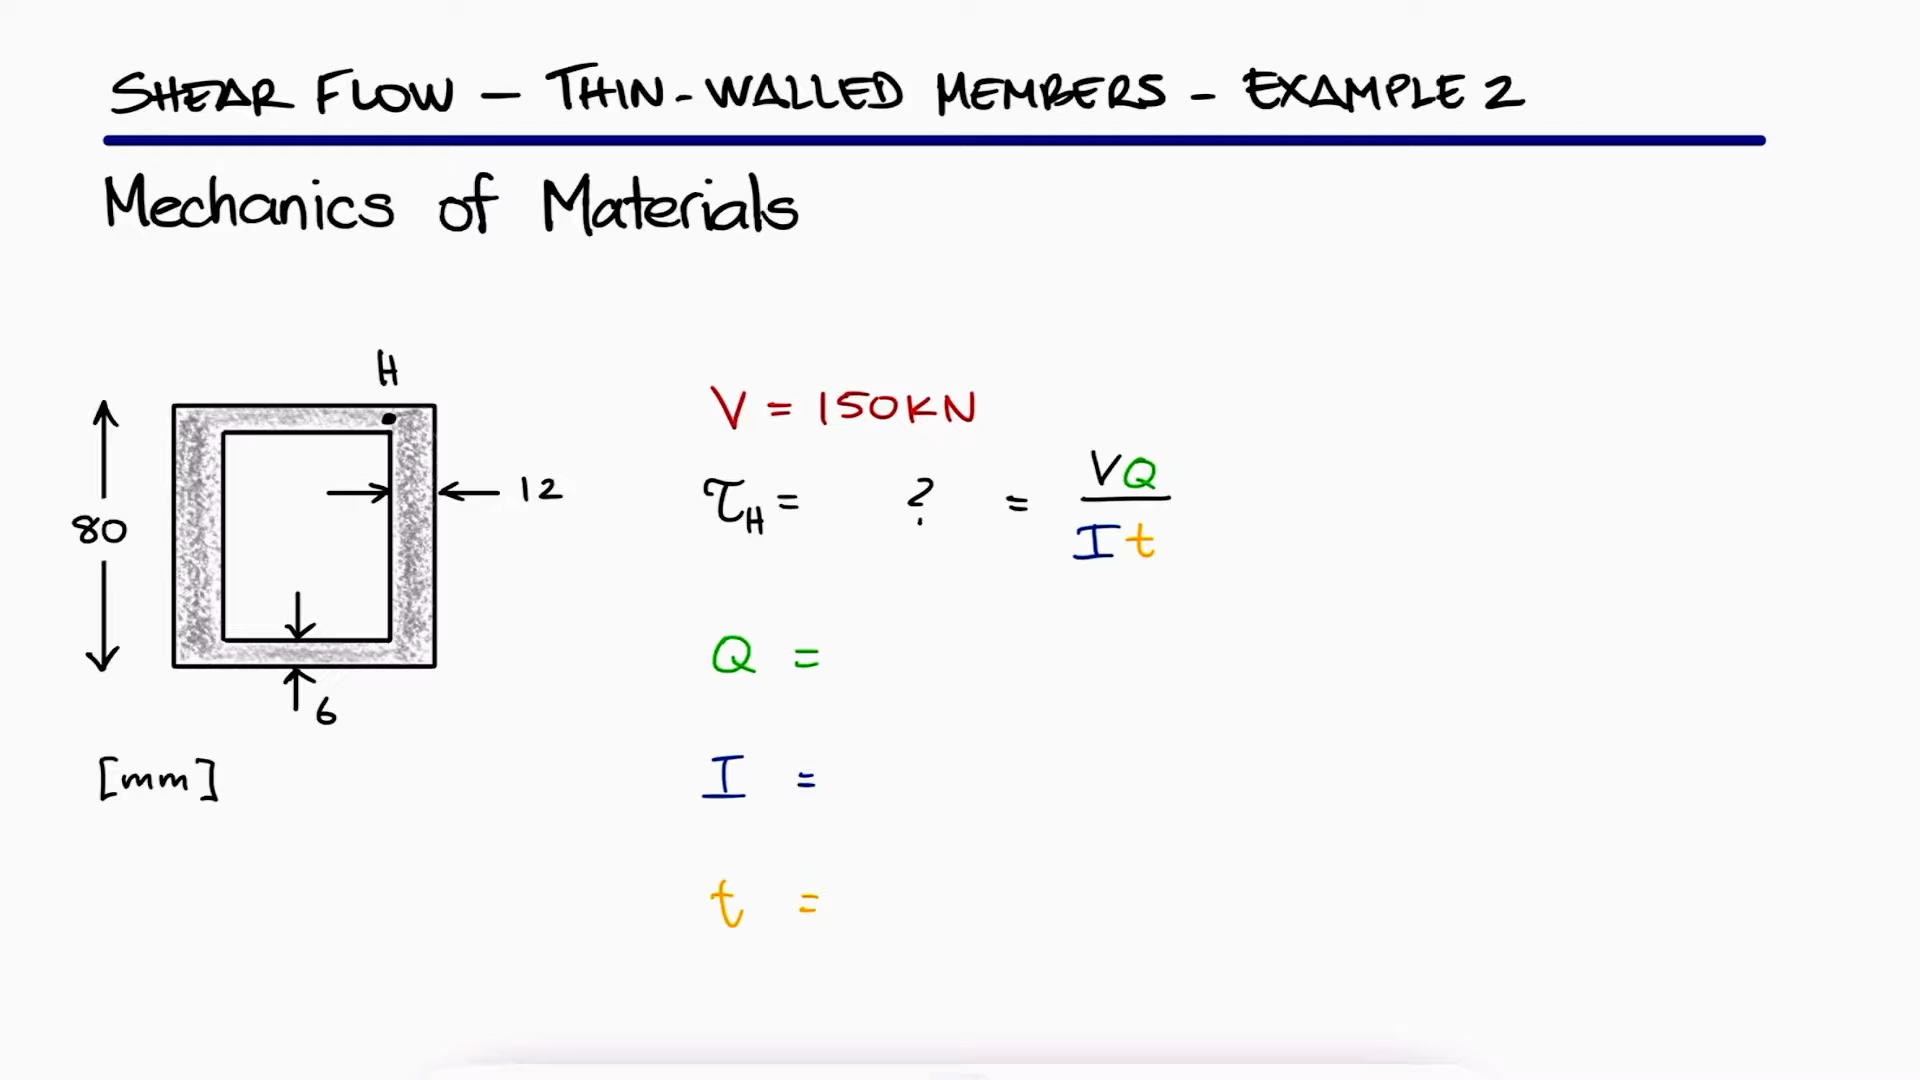 SHEAR FLOW — THIN-WALLED MEMBERS - EXAMPLE 2
Mechanics of Materials
H
80
12
6
[mm]
V = 150KN
τH = ? = VQ / It
Q =
I =
t =